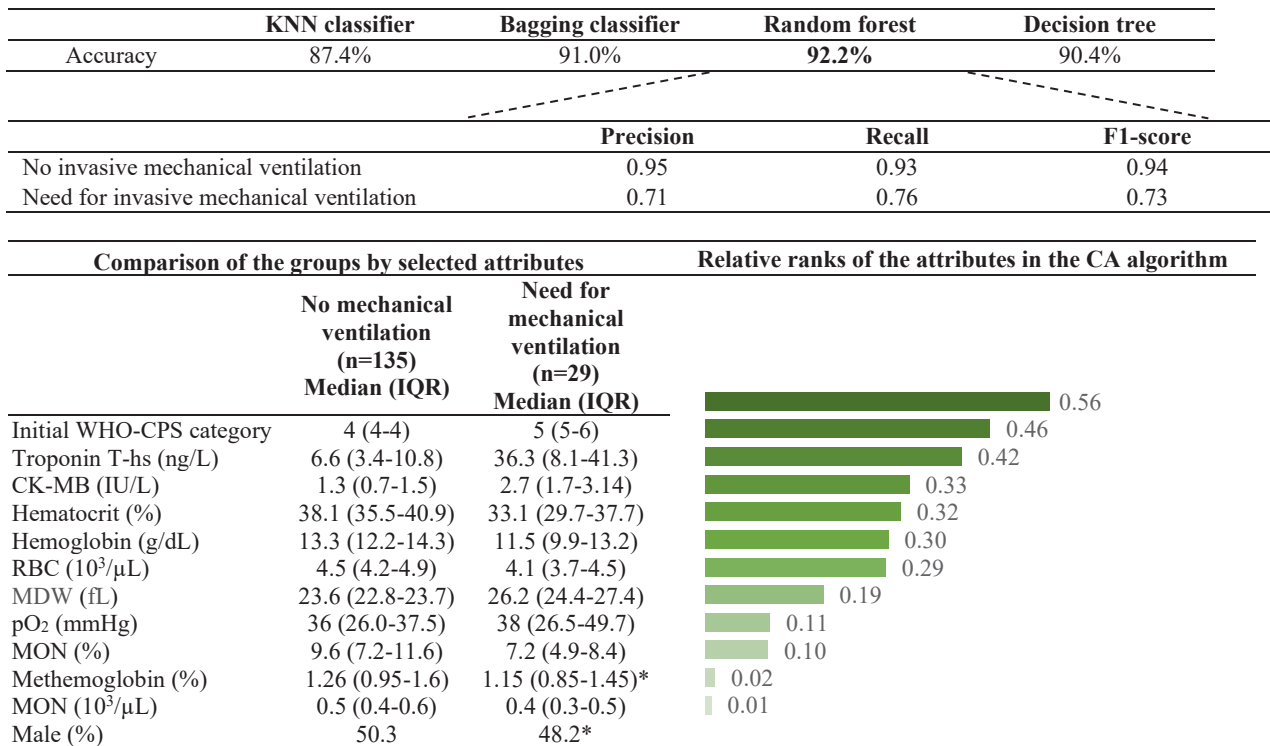 KNN classifier Bagging classifier Random forest Decision tree
Accuracy 87.4% 91.0% 92.2% 90.4%
Precision Recall F1-score
No invasive mechanical ventilation 0.95 0.93 0.94
Need for invasive mechanical ventilation 0.71 0.76 0.73
Comparison of the groups by selected attributes Relative ranks of the attributes in the CA algorithm
No mechanical ventilation (n=135) Median (IQR) Need for mechanical ventilation (n=29) Median (IQR)
0.56
Initial WHO-CPS category 4 (4-4) 5 (5-6) 0.46
Troponin T-hs (ng/L) 6.6 (3.4-10.8) 36.3 (8.1-41.3) 0.42
CK-MB (IU/L) 1.3 (0.7-1.5) 2.7 (1.7-3.14) 0.33
Hematocrit (%) 38.1 (35.5-40.9) 33.1 (29.7-37.7) 0.32
Hemoglobin (g/dL) 13.3 (12.2-14.3) 11.5 (9.9-13.2) 0.30
RBC (10³/µL) 4.5 (4.2-4.9) 4.1 (3.7-4.5) 0.29
MDW (fL) 23.6 (22.8-23.7) 26.2 (24.4-27.4) 0.19
pO₂ (mmHg) 36 (26.0-37.5) 38 (26.5-49.7) 0.11
MON (%) 9.6 (7.2-11.6) 7.2 (4.9-8.4) 0.10
Methemoglobin (%) 1.26 (0.95-1.6) 1.15 (0.85-1.45)* 0.02
MON (10³/µL) 0.5 (0.4-0.6) 0.4 (0.3-0.5) 0.01
Male (%) 50.3 48.2*